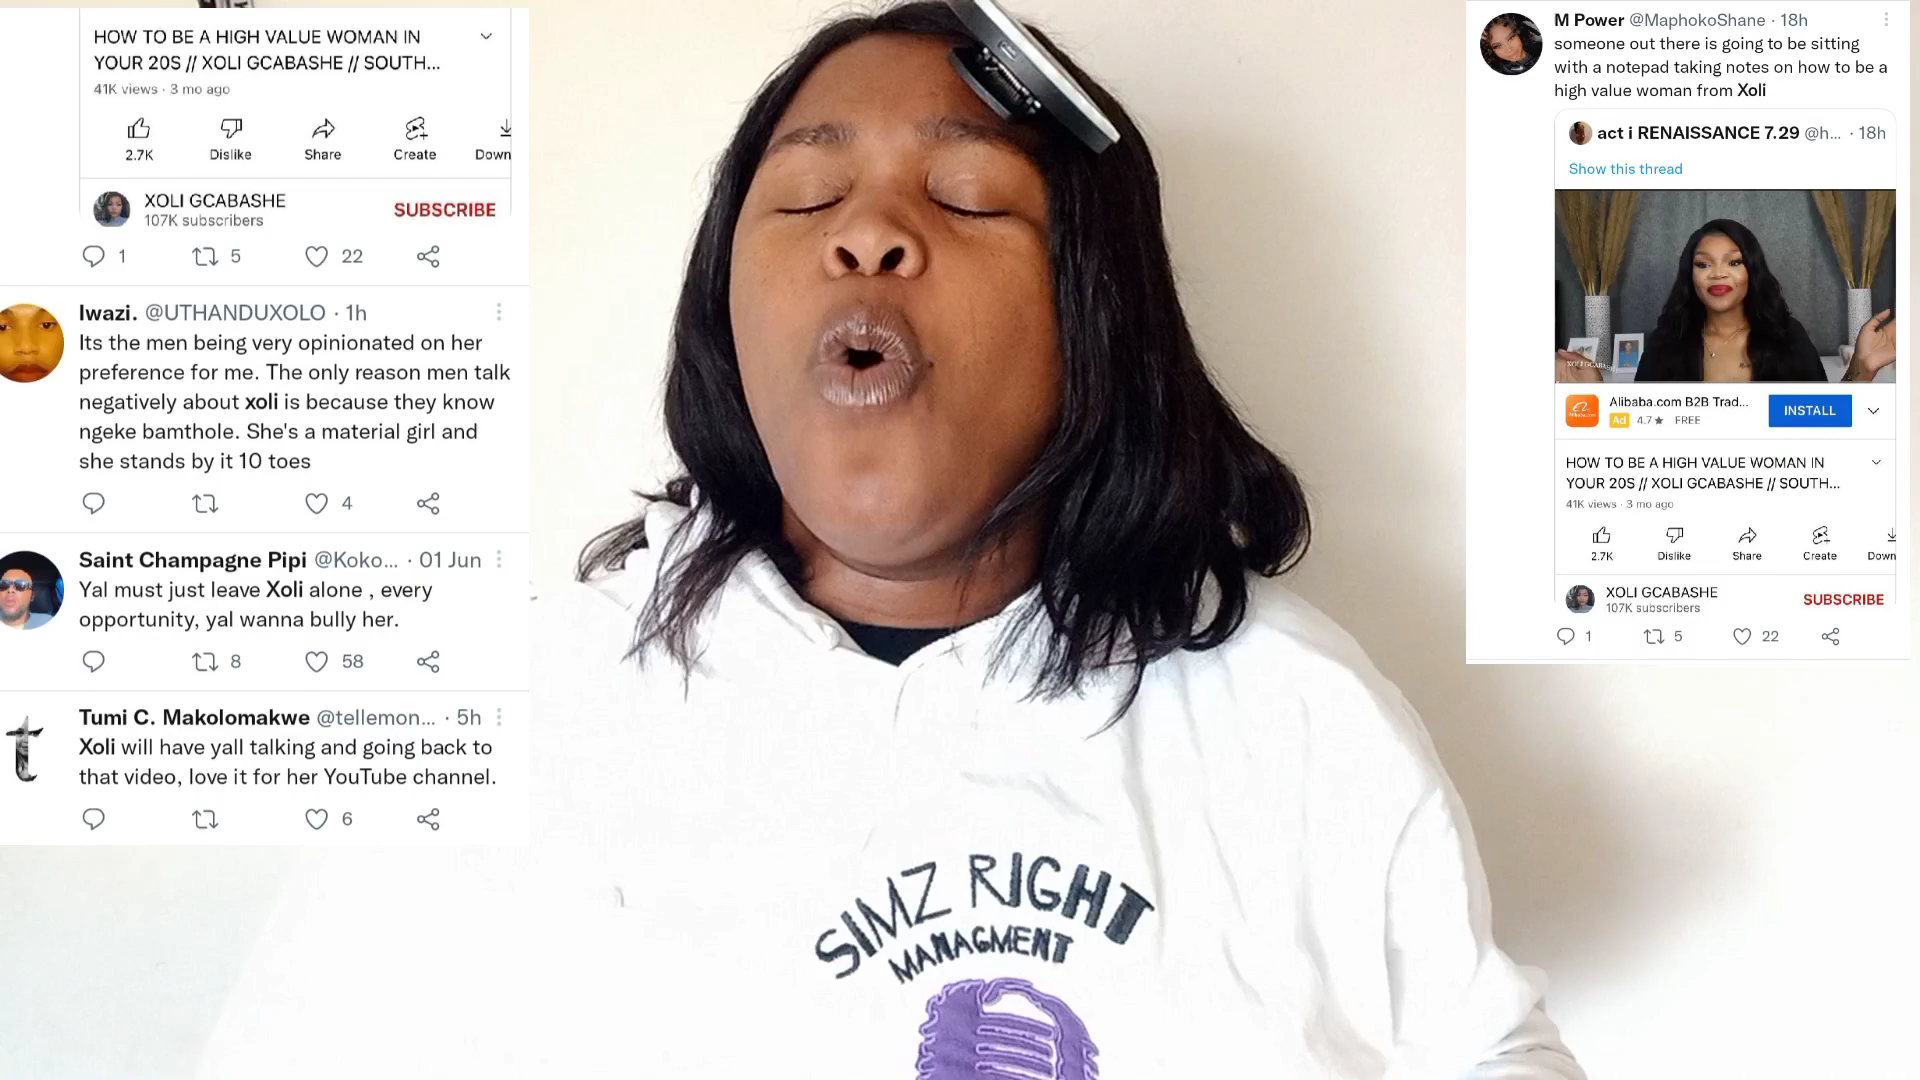 HOW TO BE A HIGH VALUE WOMAN IN
YOUR 20S // XOLI GCABASHE // SOUTH...
41K views · 3 mo ago
2.7K Dislike Share Create Down
XOLI GCABASHE
107K subscribers
SUBSCRIBE
1 5 22
Iwazi. @UTHANDUXOLO · 1h
Its the men being very opinionated on her
preference for me. The only reason men talk
negatively about xoli is because they know
ngeke bamthole. She's a material girl and
she stands by it 10 toes
4
Saint Champagne Pipi @Koko... · 01 Jun
Yal must just leave Xoli alone , every
opportunity, yal wanna bully her.
8 58
Tumi C. Makolomakwe @tellemon... · 5h
Xoli will have yall talking and going back to
that video, love it for her YouTube channel.
6
SIMZ RIGHT
MANAGMENT
M Power @MaphokoShane · 18h
someone out there is going to be sitting
with a notepad taking notes on how to be a
high value woman from Xoli
act i RENAISSANCE 7.29 @h... · 18h
Show this thread
XOLI GCABASHE
Alibaba.com B2B Trad...
Ad 4.7★ FREE
INSTALL
HOW TO BE A HIGH VALUE WOMAN IN
YOUR 20S // XOLI GCABASHE // SOUTH...
41K views · 3 mo ago
2.7K Dislike Share Create Down
XOLI GCABASHE
107K subscribers
SUBSCRIBE
1 5 22